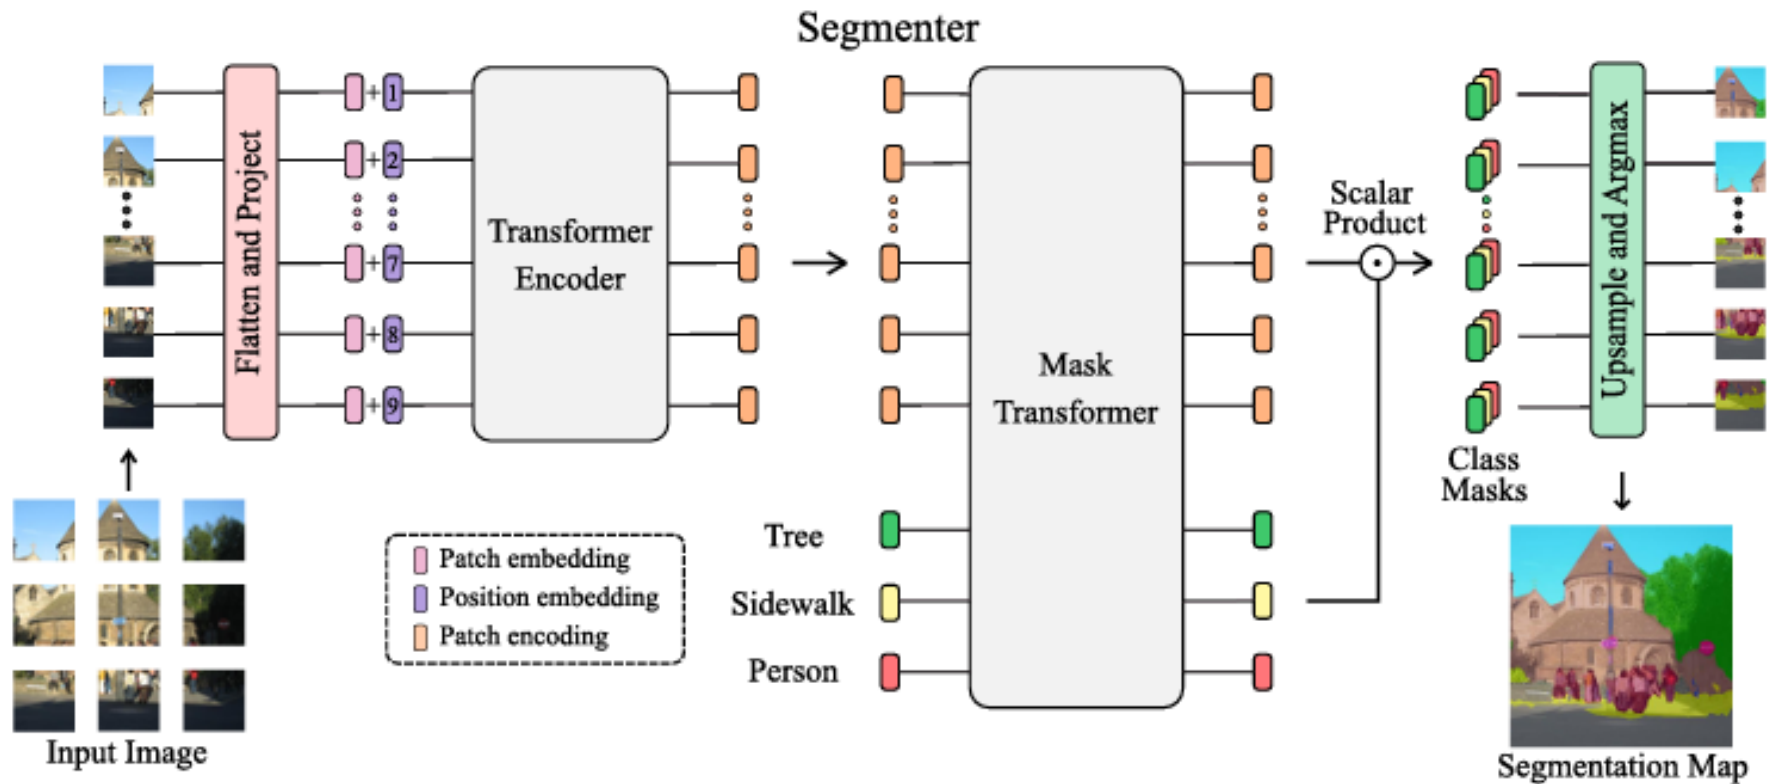 Segmenter
Flatten and Project
+ 1
+ 2
+ 7
+ 8
+ 9
Transformer
Encoder
Mask
Transformer
Scalar
Product
Class
Masks
Upsample and Argmax
Tree
Sidewalk
Person
Patch embedding
Position embedding
Patch encoding
Input Image
Segmentation Map